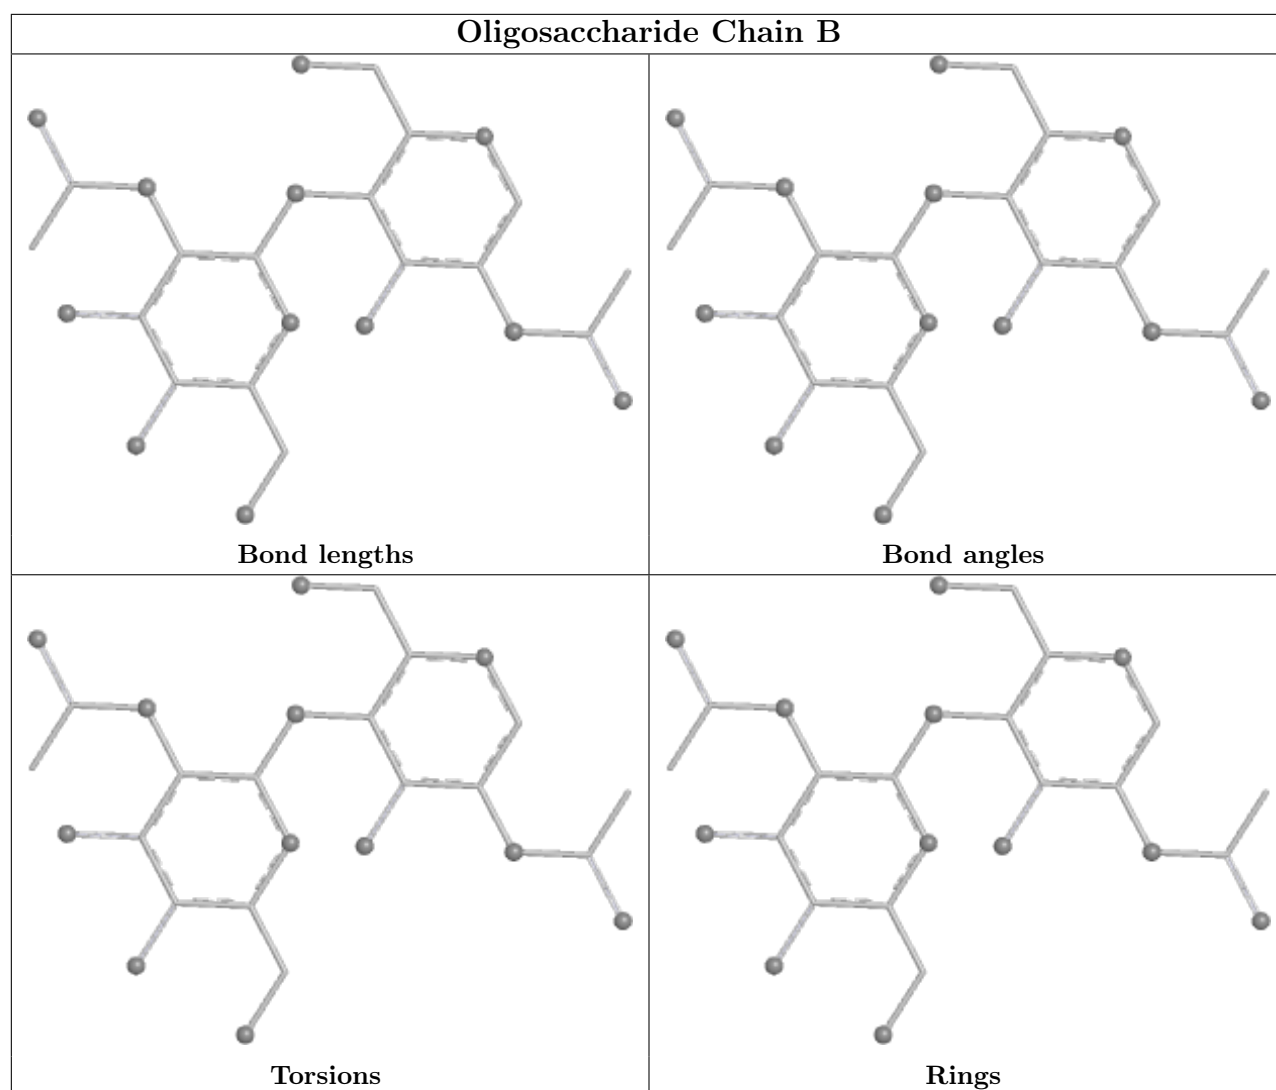 Oligosaccharide Chain B
Bond lengths
Bond angles
Torsions
Rings